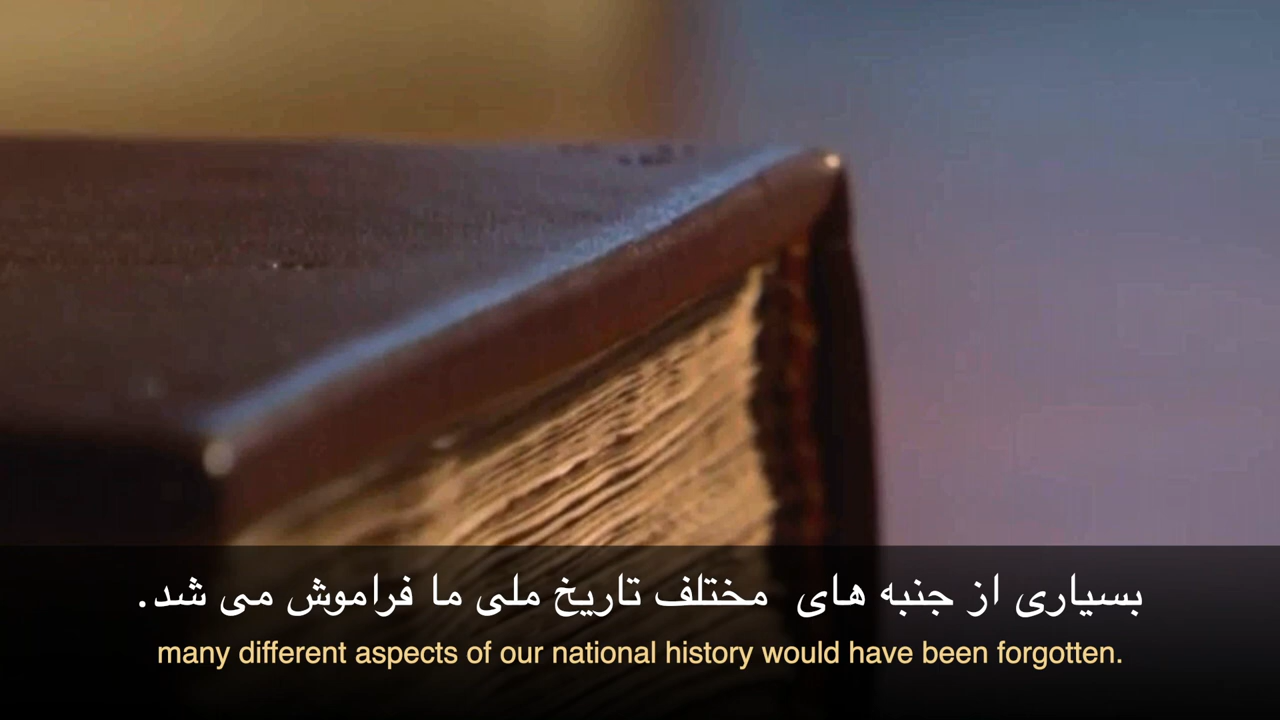 بسیاری از جنبه های مختلف تاریخ ملی ما فراموش می شد.
many different aspects of our national history would have been forgotten.